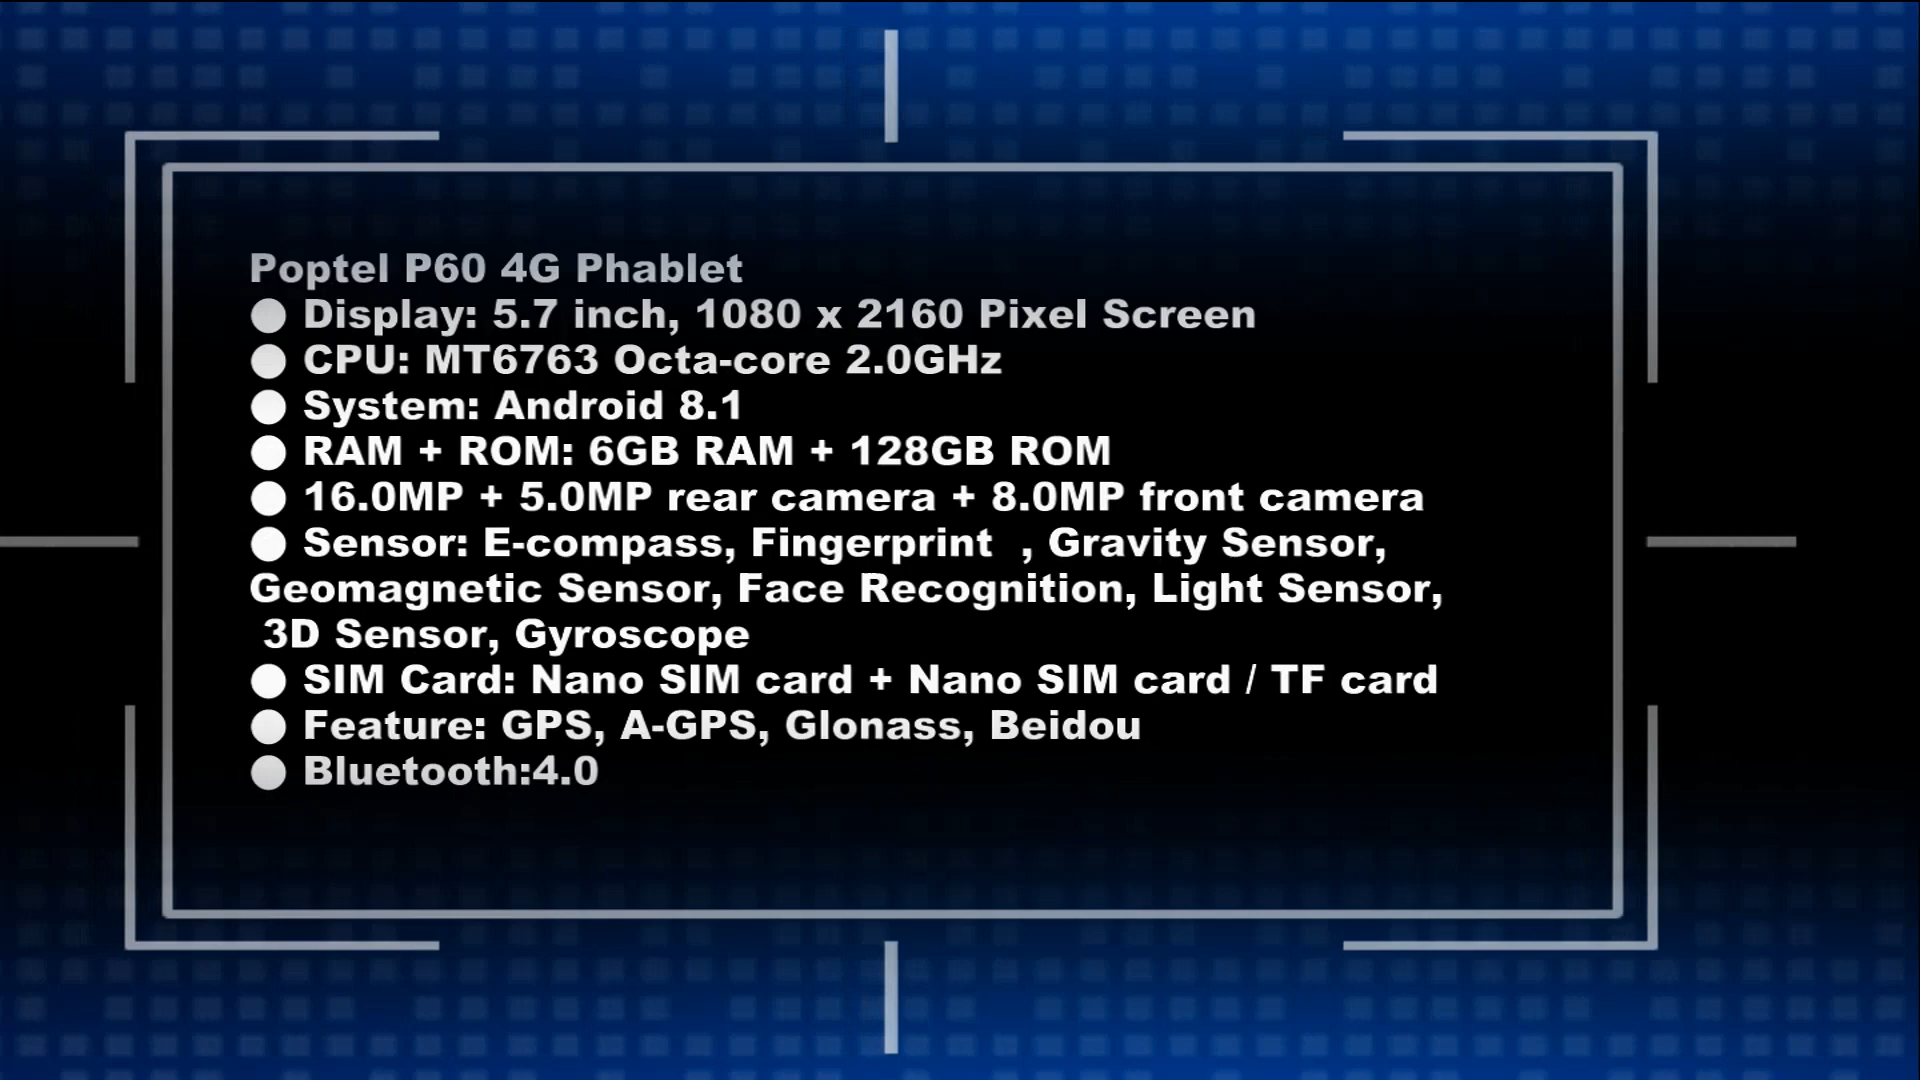 Poptel P60 4G Phablet
● Display: 5.7 inch, 1080 x 2160 Pixel Screen
● CPU: MT6763 Octa-core 2.0GHz
● System: Android 8.1
● RAM + ROM: 6GB RAM + 128GB ROM
● 16.0MP + 5.0MP rear camera + 8.0MP front camera
● Sensor: E-compass, Fingerprint  , Gravity Sensor,
Geomagnetic Sensor, Face Recognition, Light Sensor,
3D Sensor, Gyroscope
● SIM Card: Nano SIM card + Nano SIM card / TF card
● Feature: GPS, A-GPS, Glonass, Beidou
● Bluetooth:4.0